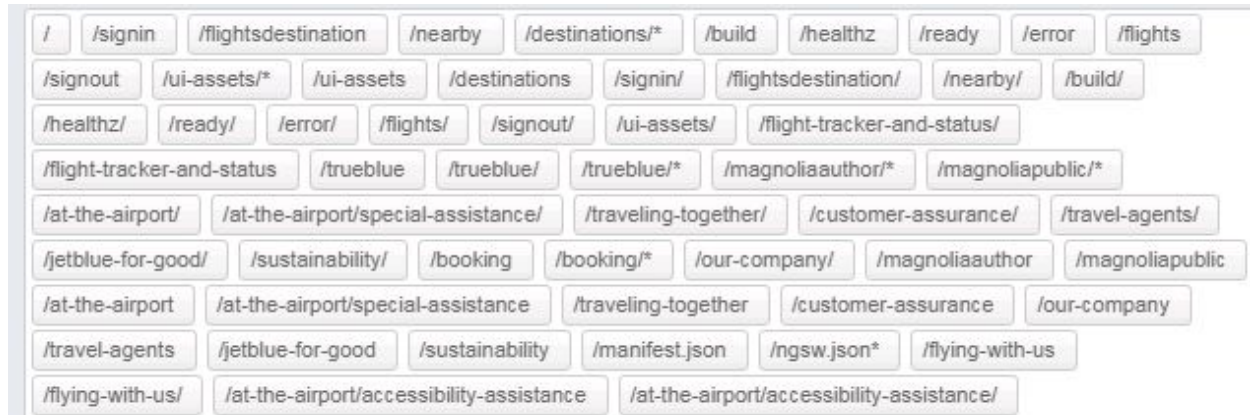 / /signin /flightsdestination /nearby /destinations/* /build /healthz /ready /error /flights
/signout /ui-assets/* /ui-assets /destinations /signin/ /flightsdestination/ /nearby/ /build/
/healthz/ /ready/ /error/ /flights/ /signout/ /ui-assets/ /flight-tracker-and-status/
/flight-tracker-and-status /trueblue /trueblue/ /trueblue/* /magnoliaauthor/* /magnoliapublic/*
/at-the-airport/ /at-the-airport/special-assistance/ /traveling-together/ /customer-assurance/ /travel-agents/
/jetblue-for-good/ /sustainability/ /booking /booking/* /our-company/ /magnoliaauthor /magnoliapublic
/at-the-airport /at-the-airport/special-assistance /traveling-together /customer-assurance /our-company
/travel-agents /jetblue-for-good /sustainability /manifest.json /ngsw.json* /flying-with-us
/flying-with-us/ /at-the-airport/accessibility-assistance /at-the-airport/accessibility-assistance/